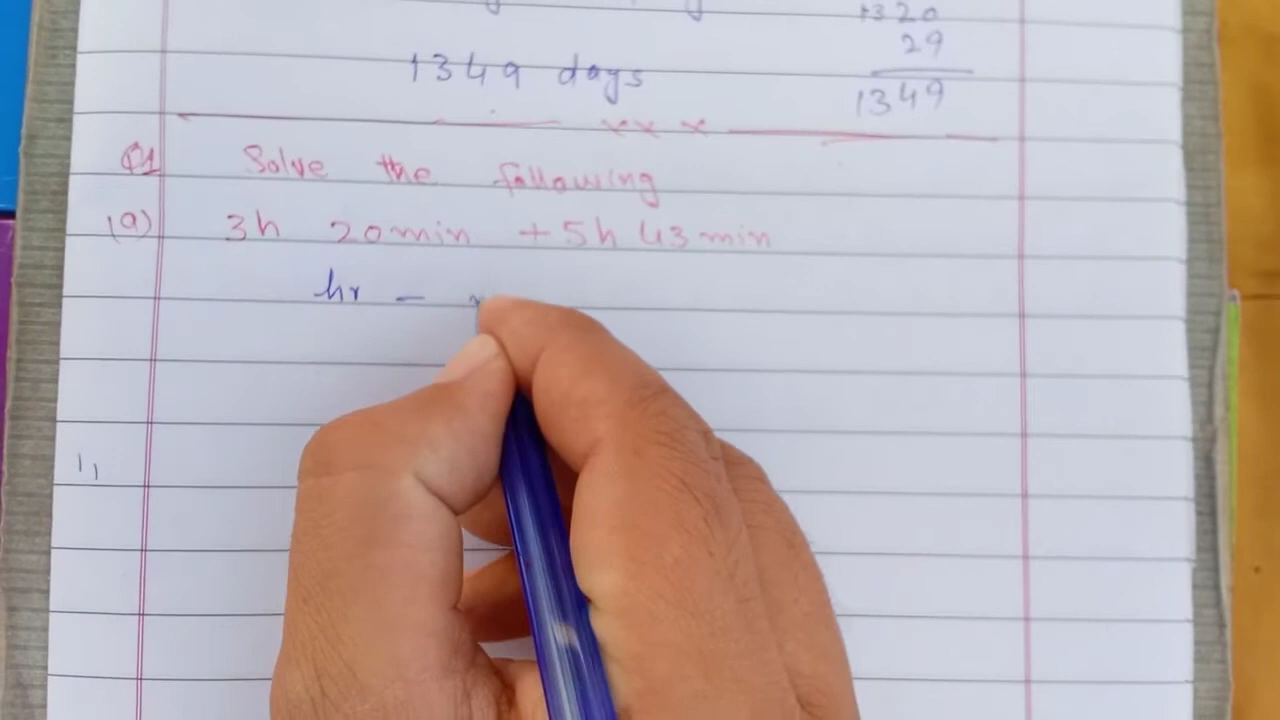 1320
29
1349 days
1349
x x x
Q1 Solve the following
(a) 3h 20min + 5h 43min
hr -